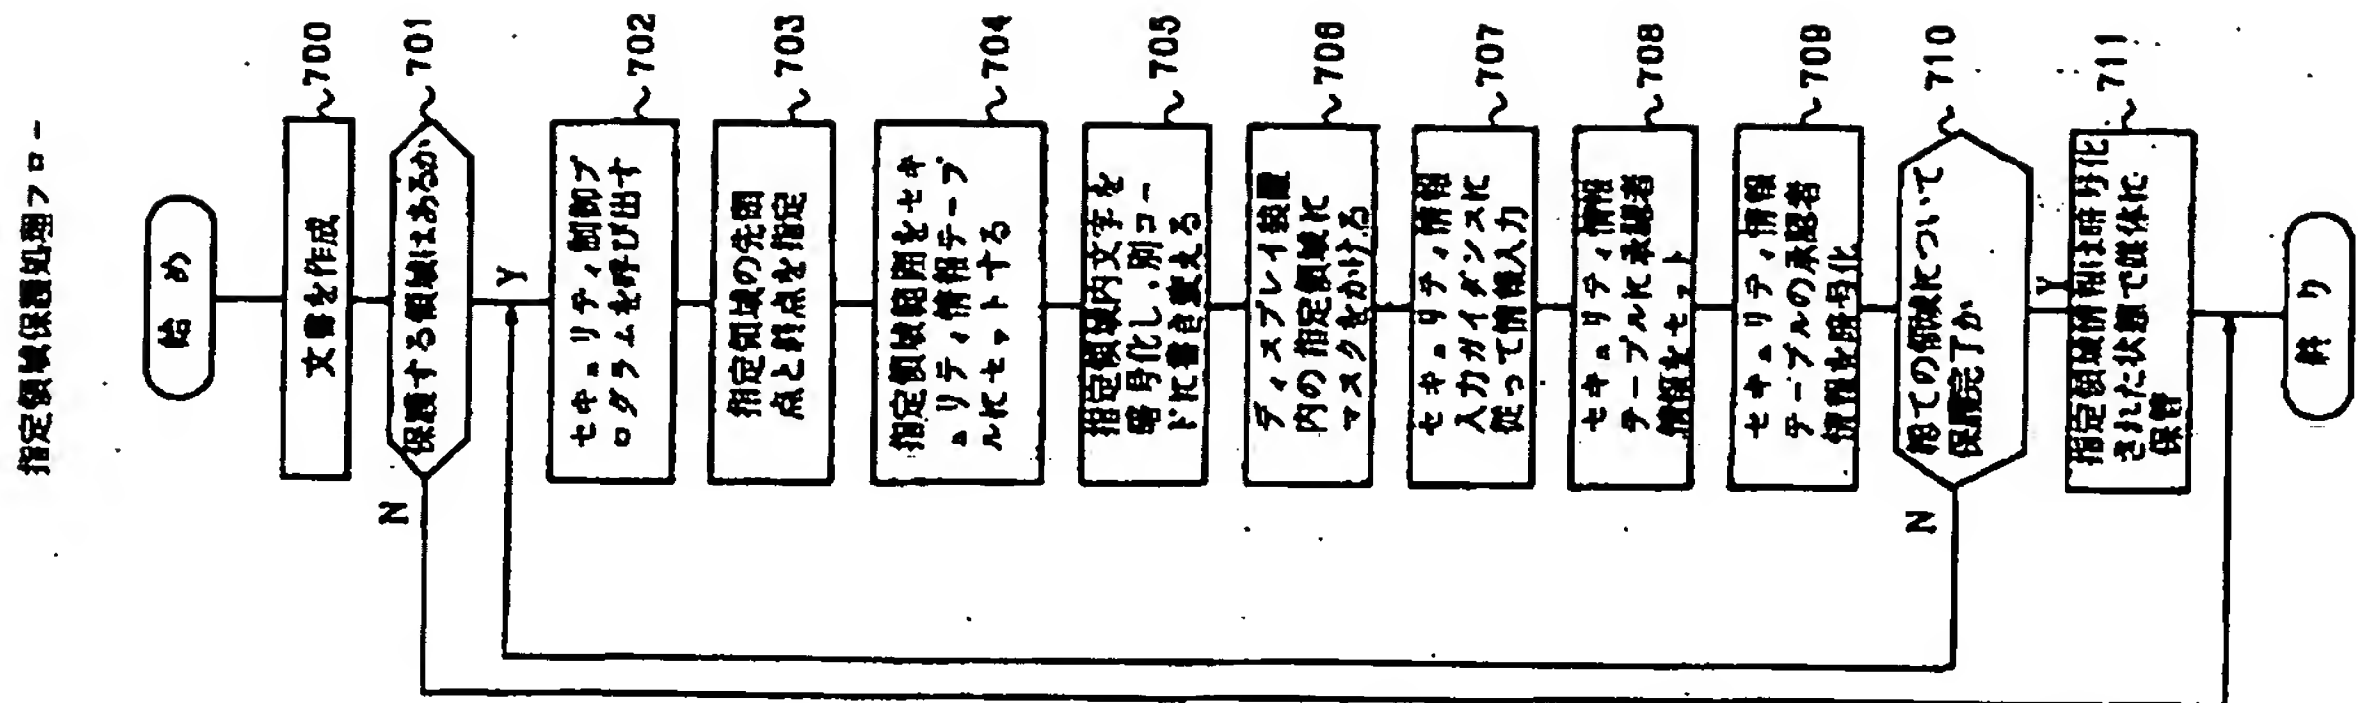 指定領域保護処理フロー
始め
文書を作成
700
保護する領域はあるか
701
N
Y
セキュリティ制御プ
ログラムを呼び出す
702
指定領域の先頭
点と終点を指定
703
指定領域範囲をセキ
ュリティ情報テーブ
ルにセットする
704
指定領域内文字を
暗号化し、別コー
ドに書き変える
705
ディスプレイ装置
内の指定領域に
マスクをかける
706
セキュリティ情報
入力ガイダンスに
従って情報入力
707
セキュリティ情報
テーブルに承認者
情報をセット
708
セキュリティ情報
テーブルの承認者
情報を暗号化
709
総ての領域について
保護完了か
710
N
Y
指定領域情報は暗号化
された状態で媒体に
保管
711
終り